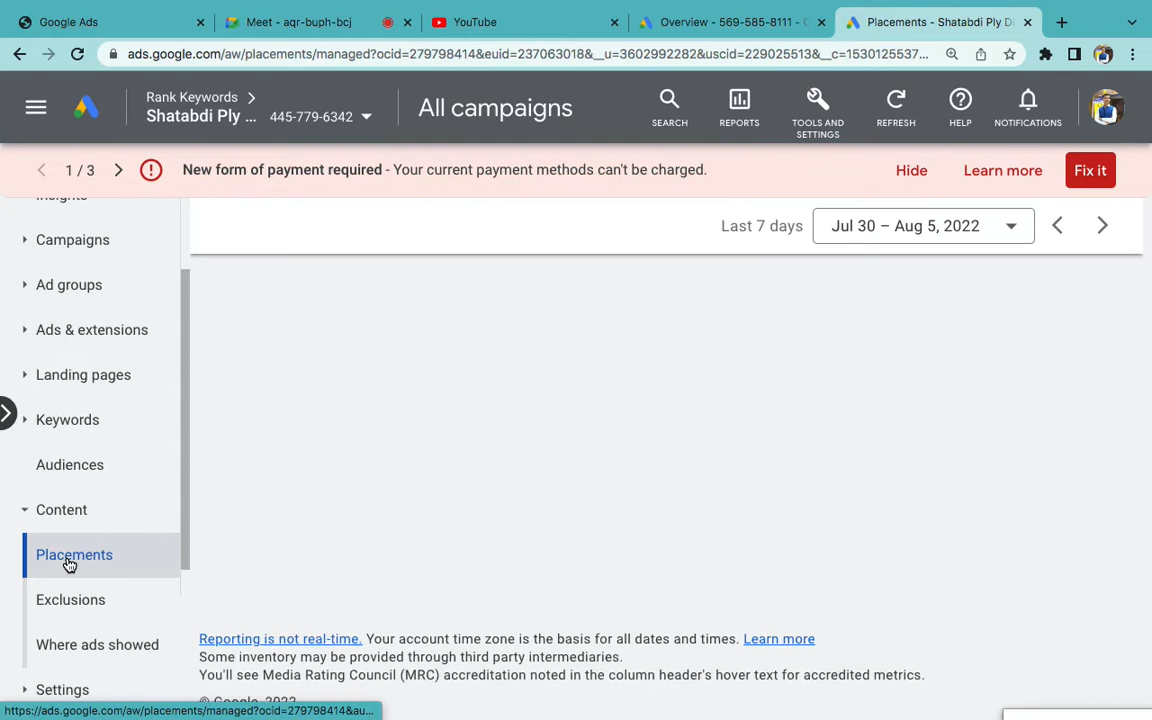 Google Ads
Meet - aqr-buph-bcj
YouTube
Overview - 569-585-8111 -
Placements - Shatabdi Ply Di
ads.google.com/aw/placements/managed?ocid=279798414&euid=237063018&__u=3602992282&uscid=229025513&__c=1530125537...
Rank Keywords
Shatabdi Ply ... 445-779-6342
All campaigns
SEARCH
REPORTS
TOOLS AND
SETTINGS
REFRESH
HELP
NOTIFICATIONS
1 / 3
New form of payment required - Your current payment methods can't be charged.
Hide
Learn more
Fix it
Insights
Last 7 days
Jul 30 – Aug 5, 2022
Campaigns
Ad groups
Ads & extensions
Landing pages
Keywords
Audiences
Content
Placements
Exclusions
Where ads showed
Settings
Reporting is not real-time. Your account time zone is the basis for all dates and times. Learn more
Some inventory may be provided through third party intermediaries.
You'll see Media Rating Council (MRC) accreditation noted in the column header's hover text for accredited metrics.
© Google, 2022
https://ads.google.com/aw/placements/managed?ocid=279798414&au...